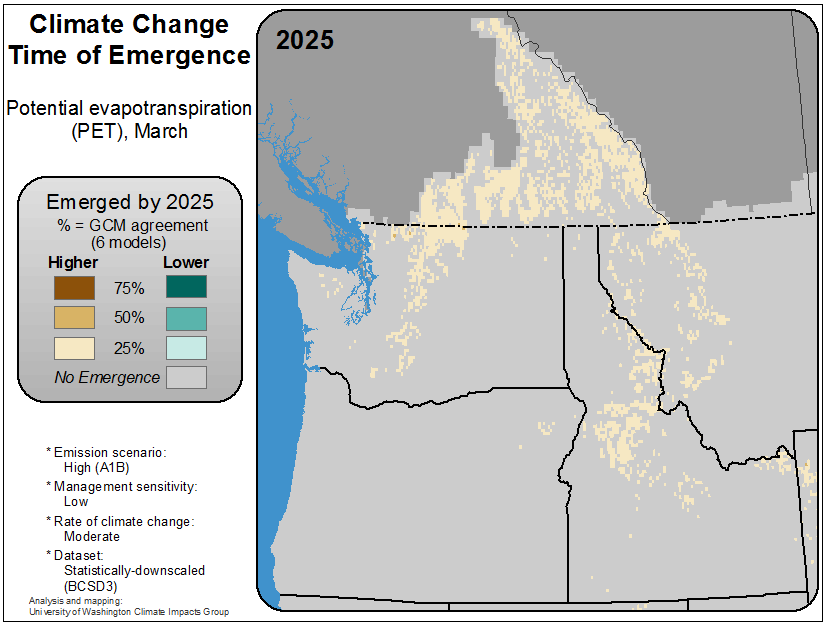 Climate Change
Time of Emergence
Potential evapotranspiration
(PET), March
2025
Emerged by 2025
% = GCM agreement
(6 models)
Higher Lower
75%
50%
25%
No Emergence
* Emission scenario:
High (A1B)
* Management sensitivity:
Low
* Rate of climate change:
Moderate
* Dataset:
Statistically-downscaled
(BCSD3)
Analysis and mapping:
University of Washington Climate Impacts Group